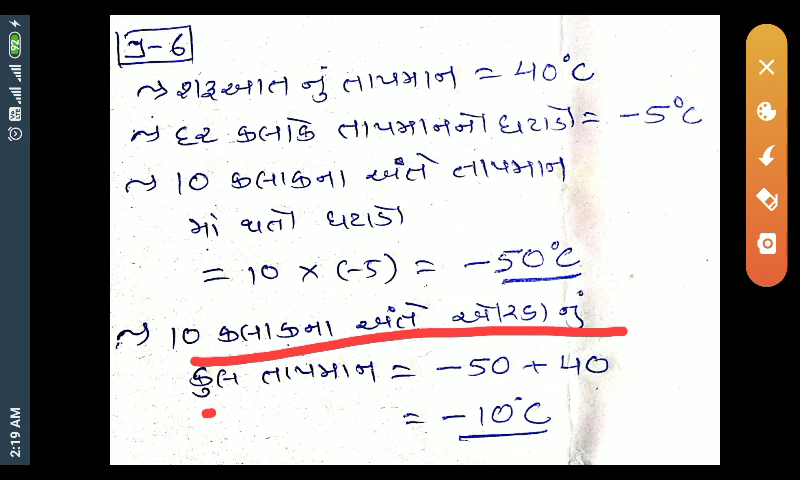 જ-6
~> શરૂઆત નું તાપમાન = 40°C
~> દર કલાકે તાપમાનનો ઘટાડો = -5°C
~> 10 કલાકના અંતે તાપમાન
માં થતો ઘટાડો
= 10 × (-5) = -50°C
~> 10 કલાકના અંતે ઓરડા નું
કુલ તાપમાન = -50 + 40
= -10°C
2:19 AM
92